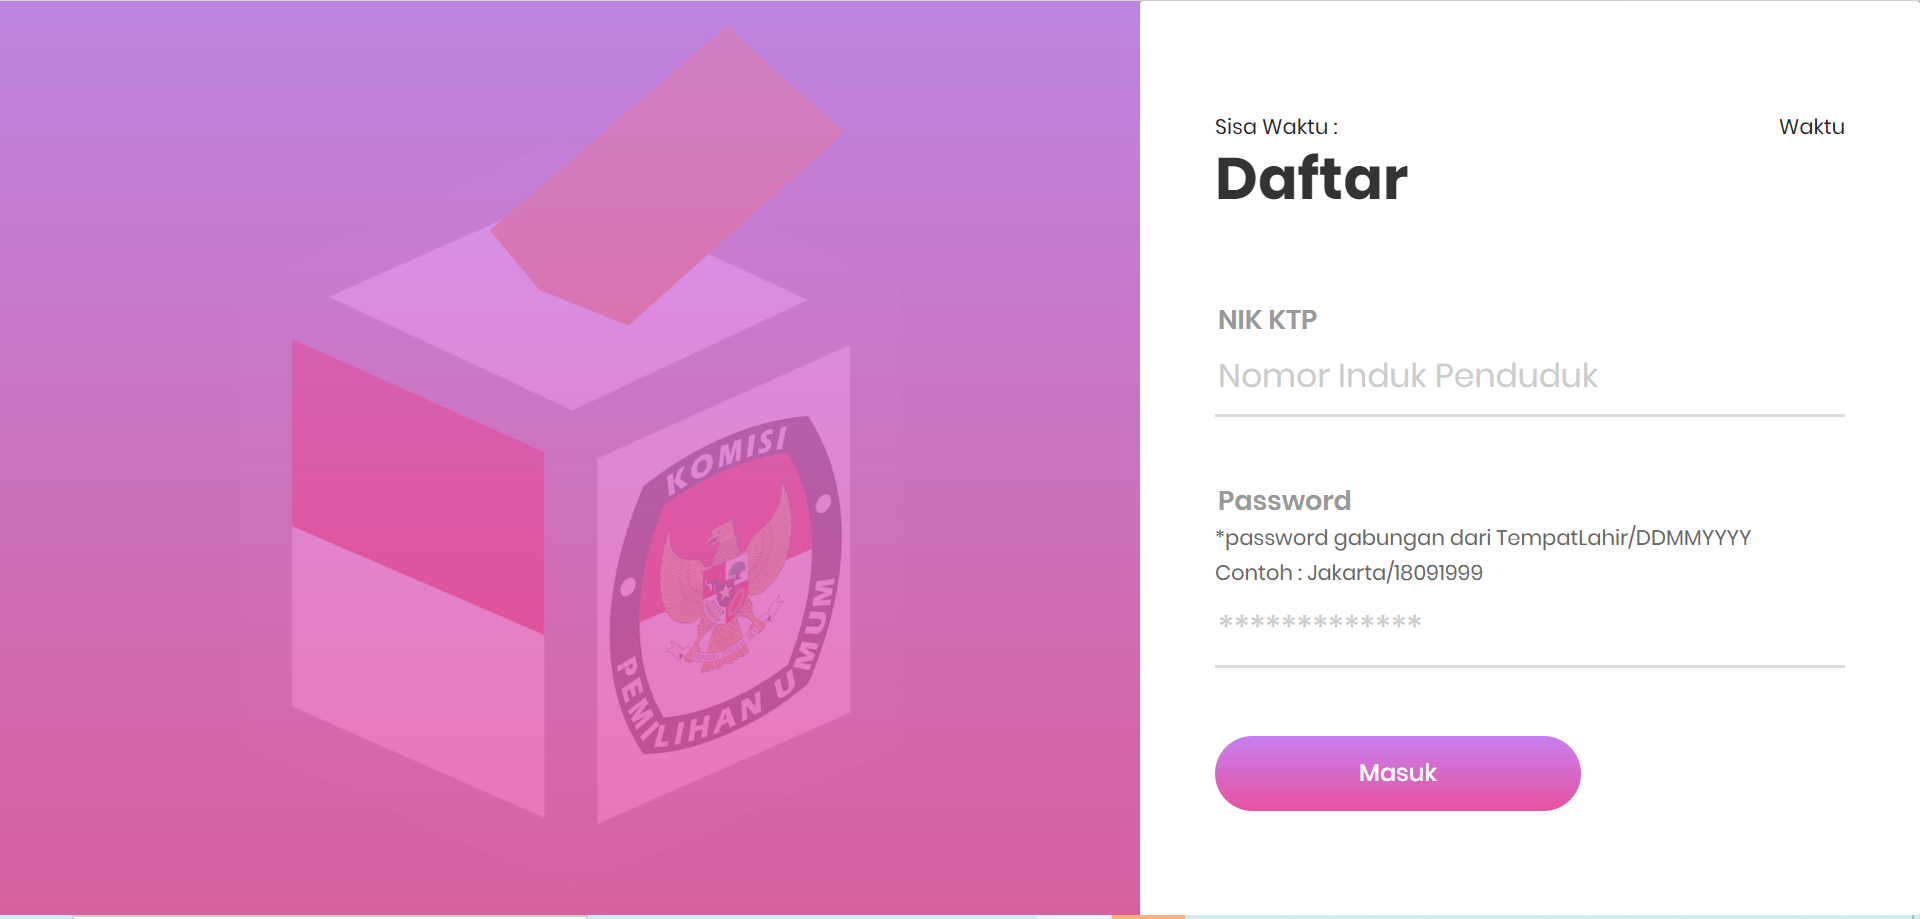 KOMISI
PEMILIHAN UMUM
Sisa Waktu :
Waktu
Daftar
NIK KTP
Nomor Induk Penduduk
Password
*password gabungan dari TempatLahir/DDMMYYYY
Contoh : Jakarta/18091999
*************
Masuk